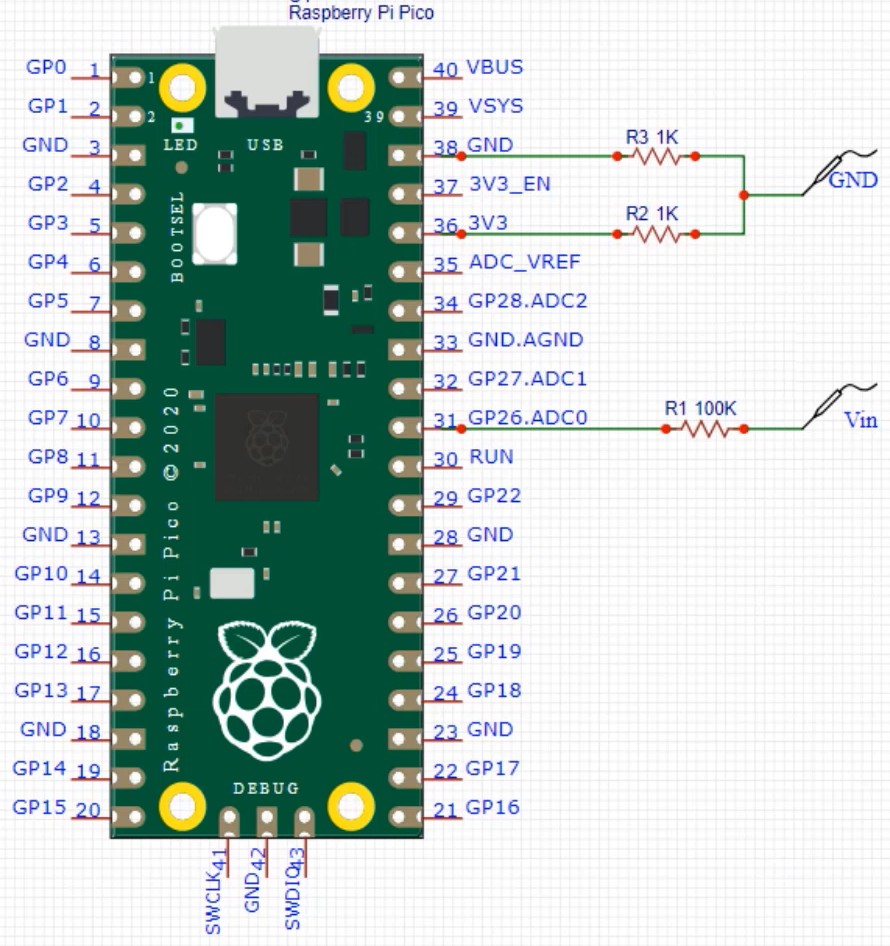 Raspberry Pi Pico
GP0 1
GP1 2
GND 3
GP2 4
GP3 5
GP4 6
GP5 7
GND 8
GP6 9
GP7 10
GP8 11
GP9 12
GND 13
GP10 14
GP11 15
GP12 16
GP13 17
GND 18
GP14 19
GP15 20
1
2
39
LED
USB
BOOTSEL
Raspberry Pi Pico ©2020
DEBUG
SWCLK 41
GND 42
SWDIO 43
40 VBUS
39 VSYS
38 GND
37 3V3_EN
36 3V3
35 ADC_VREF
34 GP28.ADC2
33 GND.AGND
32 GP27.ADC1
31 GP26.ADC0
30 RUN
29 GP22
28 GND
27 GP21
26 GP20
25 GP19
24 GP18
23 GND
22 GP17
21 GP16
R3 1K
GND
R2 1K
R1 100K
Vin